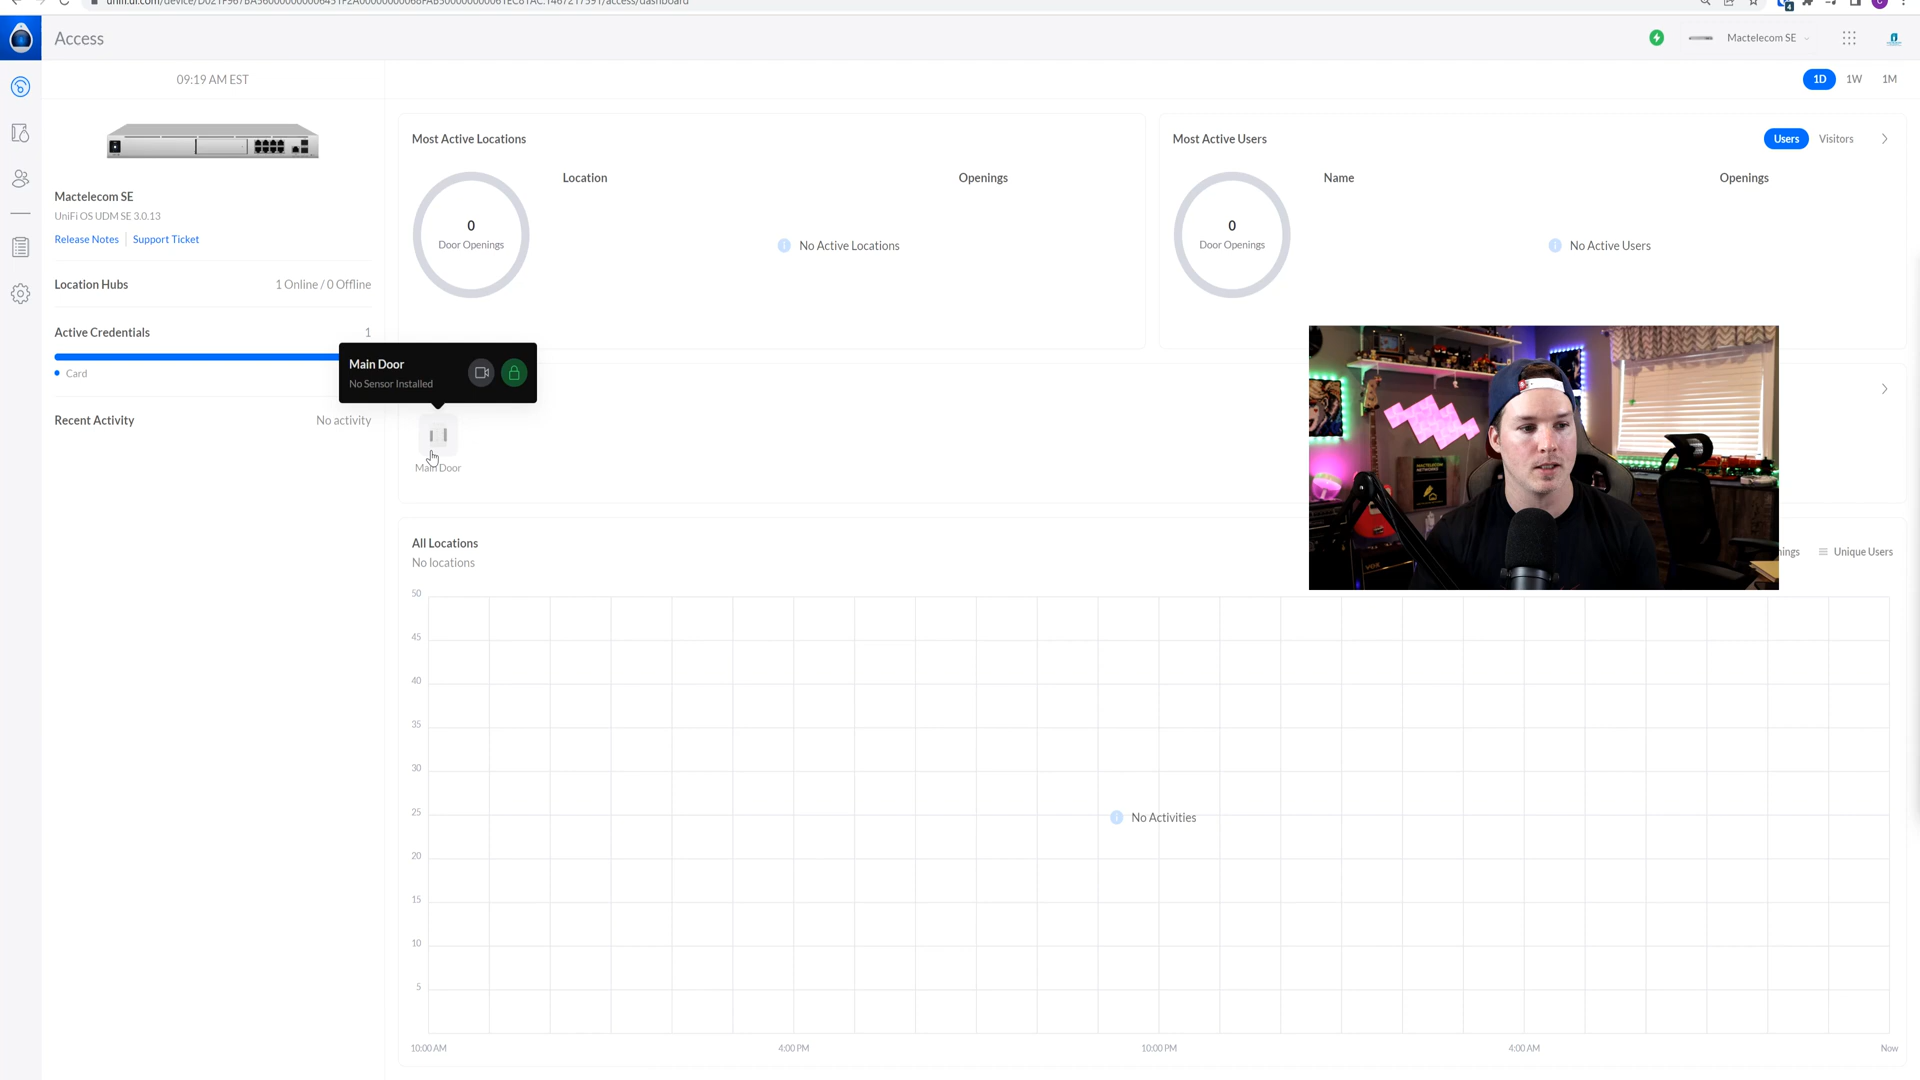 Access
Mactelecom SE
09:19 AM EST
1D
1W
1M
Mactelecom SE
UniFi OS UDM SE 3.0.13
Release Notes
Support Ticket
Location Hubs
1 Online / 0 Offline
Active Credentials
1
Card
Recent Activity
No activity
Most Active Locations
0
Door Openings
Location
Openings
No Active Locations
Most Active Users
Users
Visitors
0
Door Openings
Name
Openings
No Active Users
Main Door
No Sensor Installed
Main Door
All Locations
No locations
Unique Users
50
45
40
35
30
25
20
15
10
5
No Activities
10:00 AM
4:00 PM
10:00 PM
4:00 AM
Now
MACTELECOM
NETWORKS
VOX